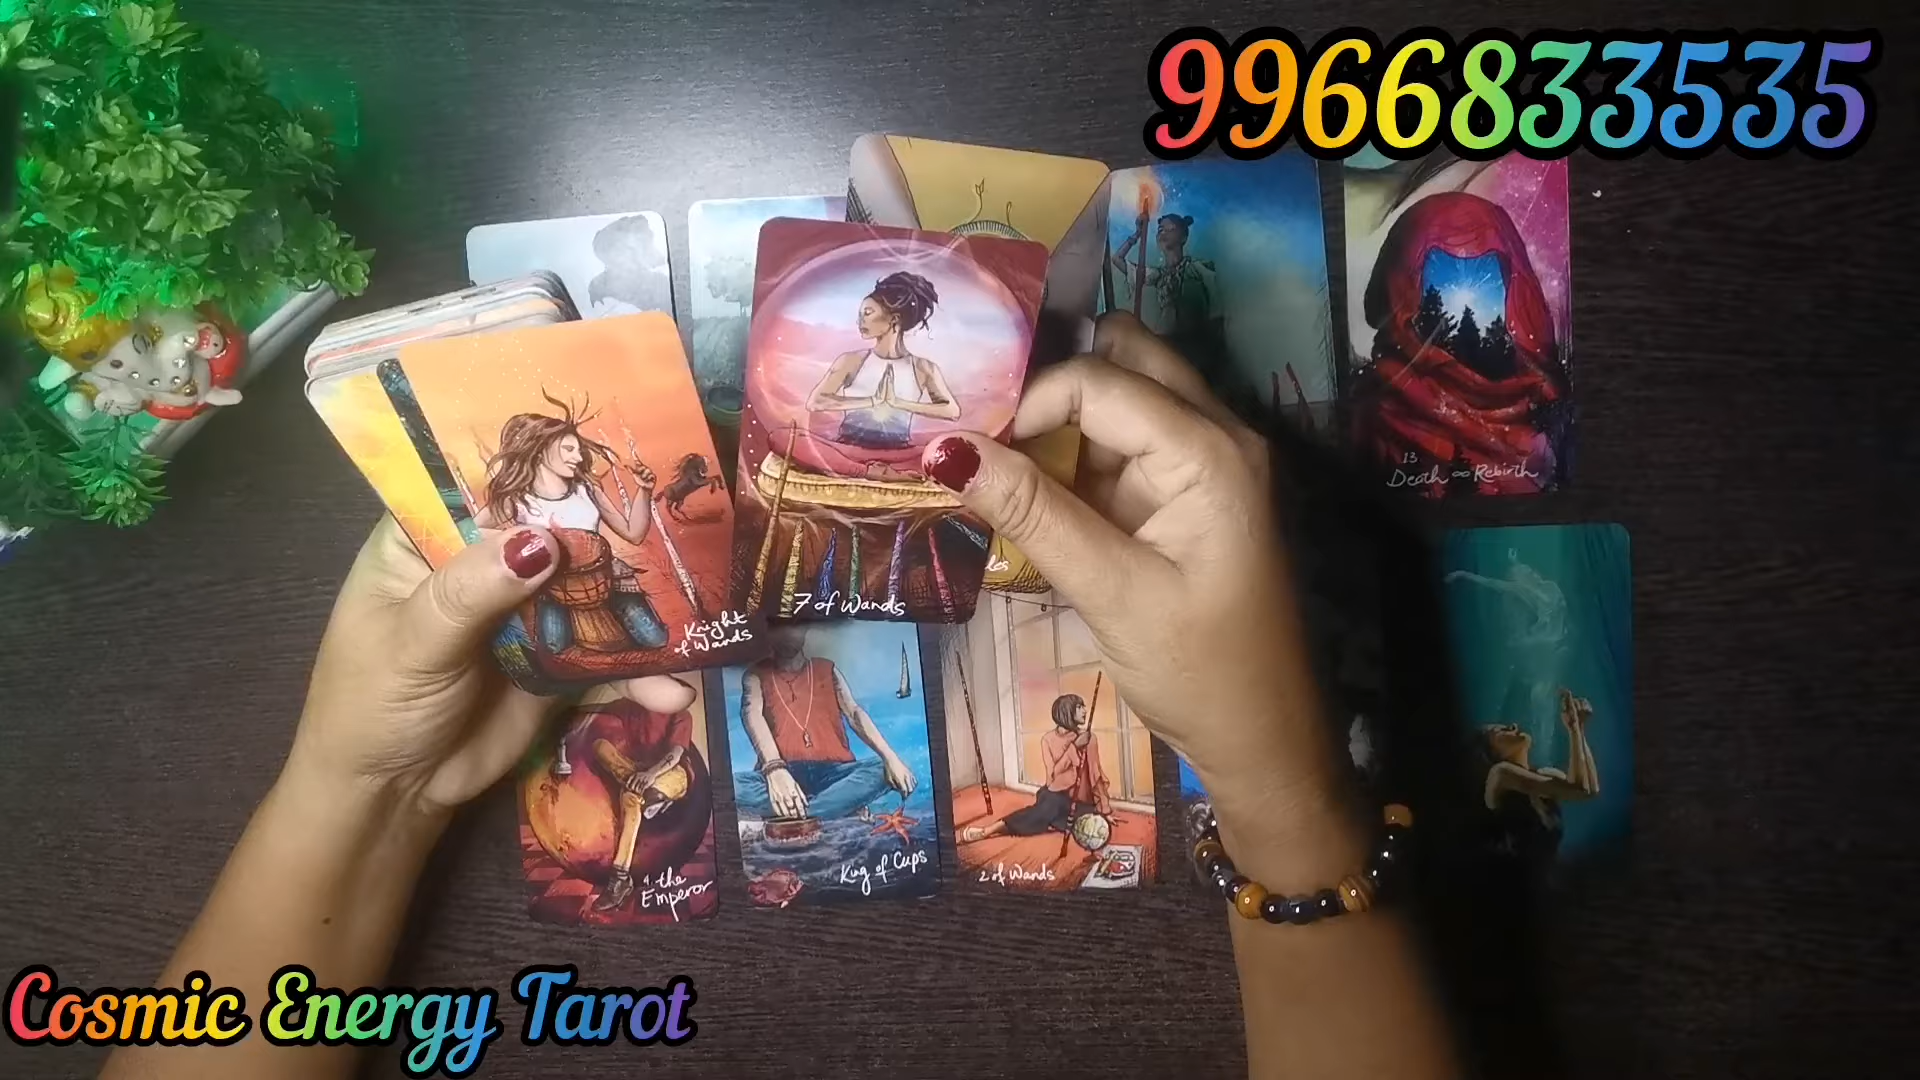 9966833535
13
Death ∞ Rebirth
7 of Wands
Knight
of Wands
les
4. the
Emperor
King of Cups
2 of Wands
Cosmic Energy Tarot